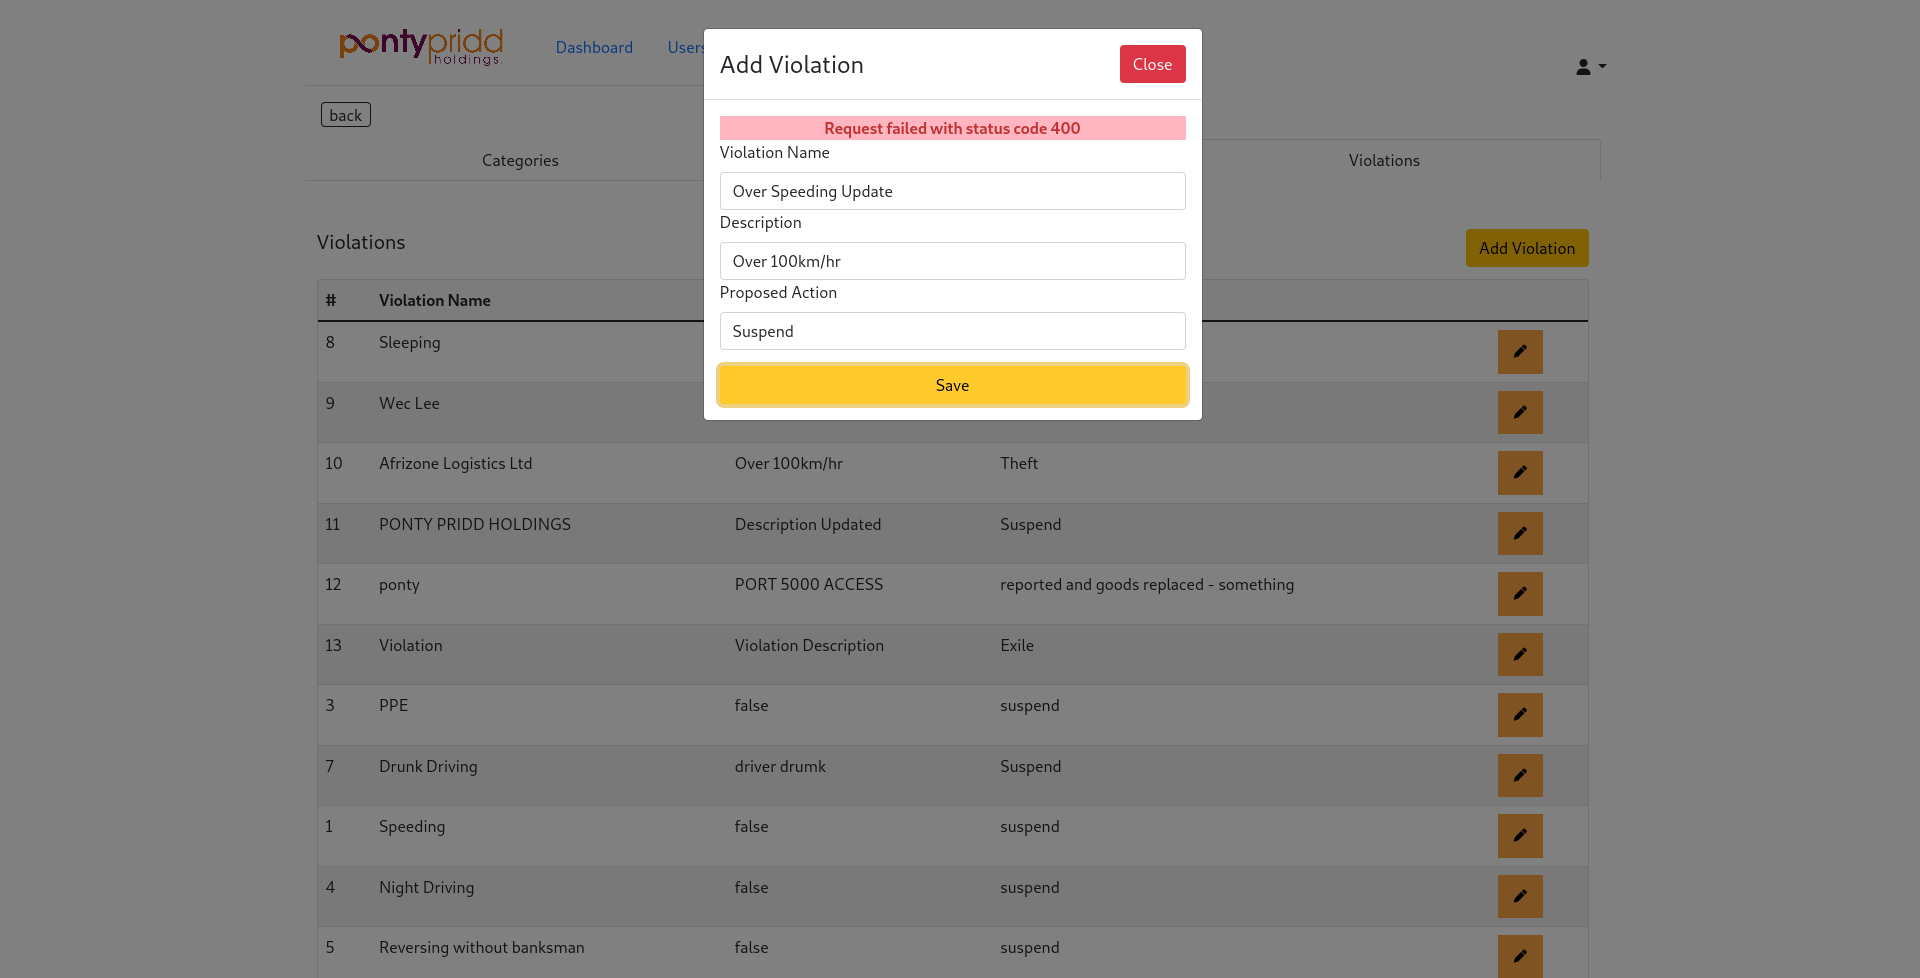 pontypridd
holdings.
Dashboard Users
Add Violation Close
back
Request failed with status code 400
Categories Violations
Violation Name
Over Speeding Update
Description
Over 100km/hr
Proposed Action
Suspend
Save
Violations Add Violation
# Violation Name
8 Sleeping
9 Wec Lee
10 Afrizone Logistics Ltd Over 100km/hr Theft
11 PONTY PRIDD HOLDINGS Description Updated Suspend
12 ponty PORT 5000 ACCESS reported and goods replaced - something
13 Violation Violation Description Exile
3 PPE false suspend
7 Drunk Driving driver drumk Suspend
1 Speeding false suspend
4 Night Driving false suspend
5 Reversing without banksman false suspend